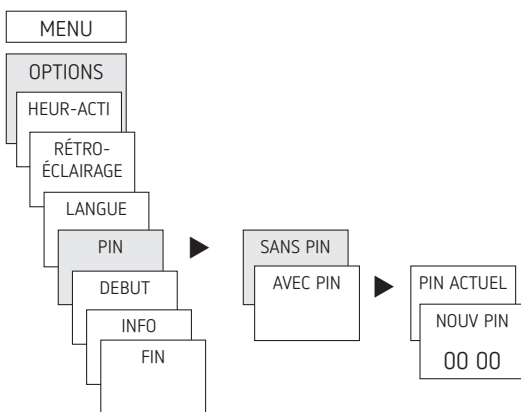 MENU
OPTIONS
HEUR-ACTI
RÉTRO-
ÉCLAIRAGE
LANGUE
PIN
DEBUT
INFO
FIN
SANS PIN
AVEC PIN
PIN ACTUEL
NOUV PIN
00 00